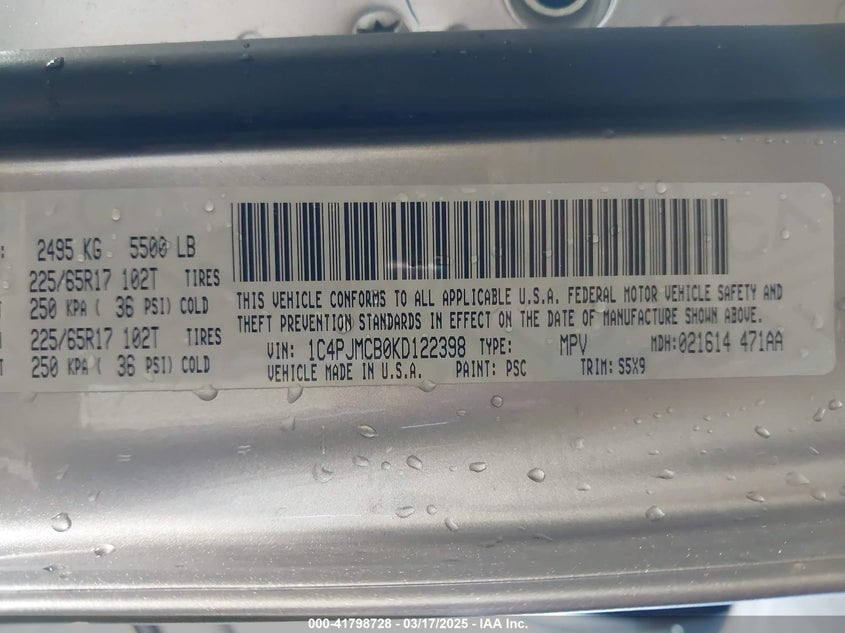 2495 KG 5500 LB
225/65R17 102T TIRES
250 KPA ( 36 PSI) COLD
225/65R17 102T TIRES
250 KPA ( 36 PSI) COLD
THIS VEHICLE CONFORMS TO ALL APPLICABLE U.S.A. FEDERAL MOTOR VEHICLE SAFETY AND
THEFT PREVENTION STANDARDS IN EFFECT ON THE DATE OF MANUFACTURE SHOWN ABOVE.
VIN: 1C4PJMCB0KD122398 TYPE: MPV MDH:021614 471AA
VEHICLE MADE IN U.S.A. PAINT: PSC TRIM: S5X9
000-41798728 - 03/17/2025 - IAA Inc.